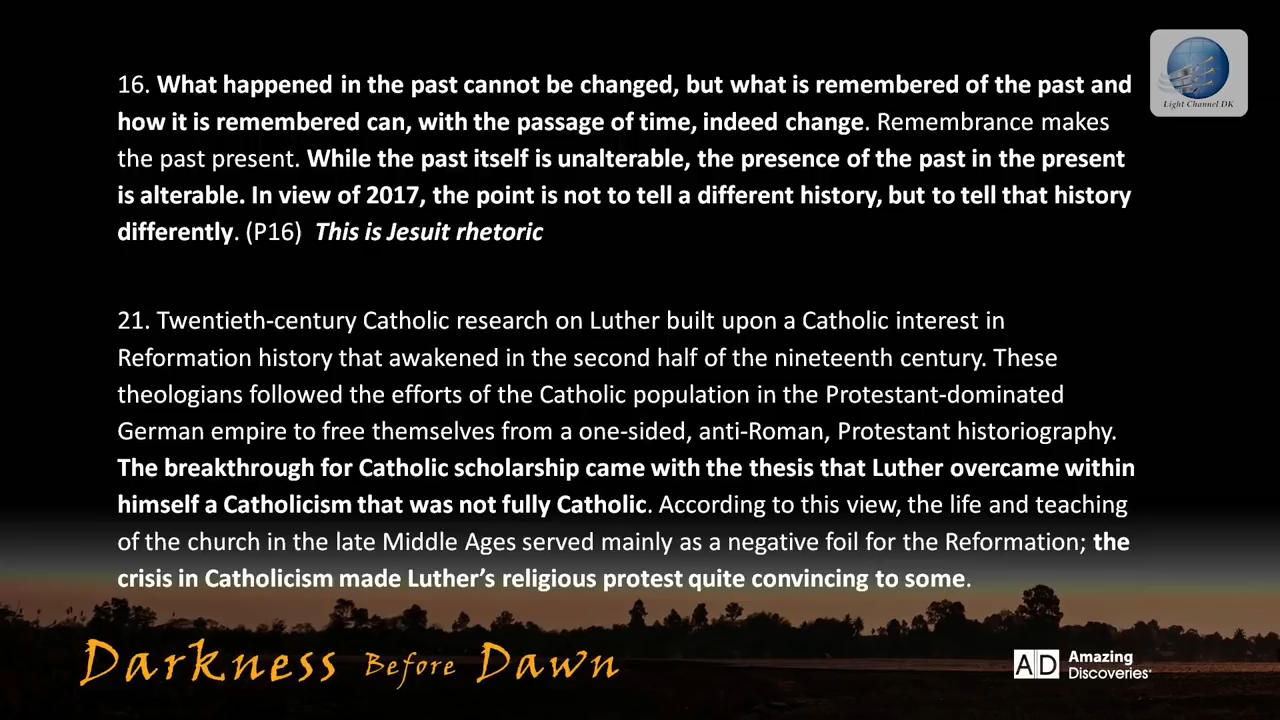 16. What happened in the past cannot be changed, but what is remembered of the past and
how it is remembered can, with the passage of time, indeed change. Remembrance makes
the past present. While the past itself is unalterable, the presence of the past in the present
is alterable. In view of 2017, the point is not to tell a different history, but to tell that history
differently. (P16) This is Jesuit rhetoric
21. Twentieth-century Catholic research on Luther built upon a Catholic interest in
Reformation history that awakened in the second half of the nineteenth century. These
theologians followed the efforts of the Catholic population in the Protestant-dominated
German empire to free themselves from a one-sided, anti-Roman, Protestant historiography.
The breakthrough for Catholic scholarship came with the thesis that Luther overcame within
himself a Catholicism that was not fully Catholic. According to this view, the life and teaching
of the church in the late Middle Ages served mainly as a negative foil for the Reformation; the
crisis in Catholicism made Luther’s religious protest quite convincing to some.
Light Channel DK
Darkness Before Dawn
AD Amazing
Discoveries